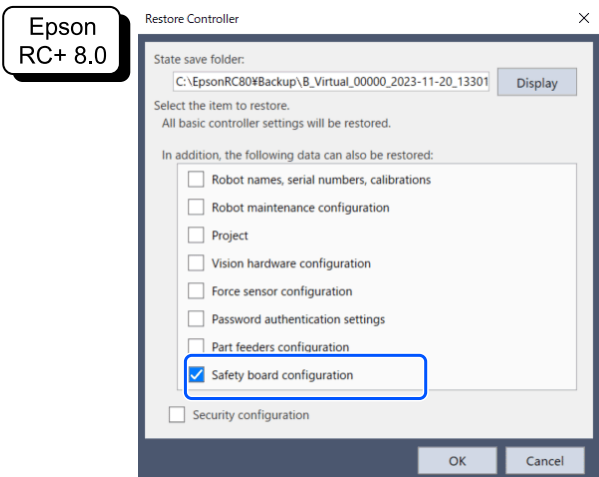 Epson
RC+ 8.0
Restore Controller
State save folder:
C:\EpsonRC80¥Backup\B_Virtual_00000_2023-11-20_13301
Display
Select the item to restore.
All basic controller settings will be restored.
In addition, the following data can also be restored:
Robot names, serial numbers, calibrations
Robot maintenance configuration
Project
Vision hardware configuration
Force sensor configuration
Password authentication settings
Part feeders configuration
Safety board configuration
Security configuration
OK
Cancel